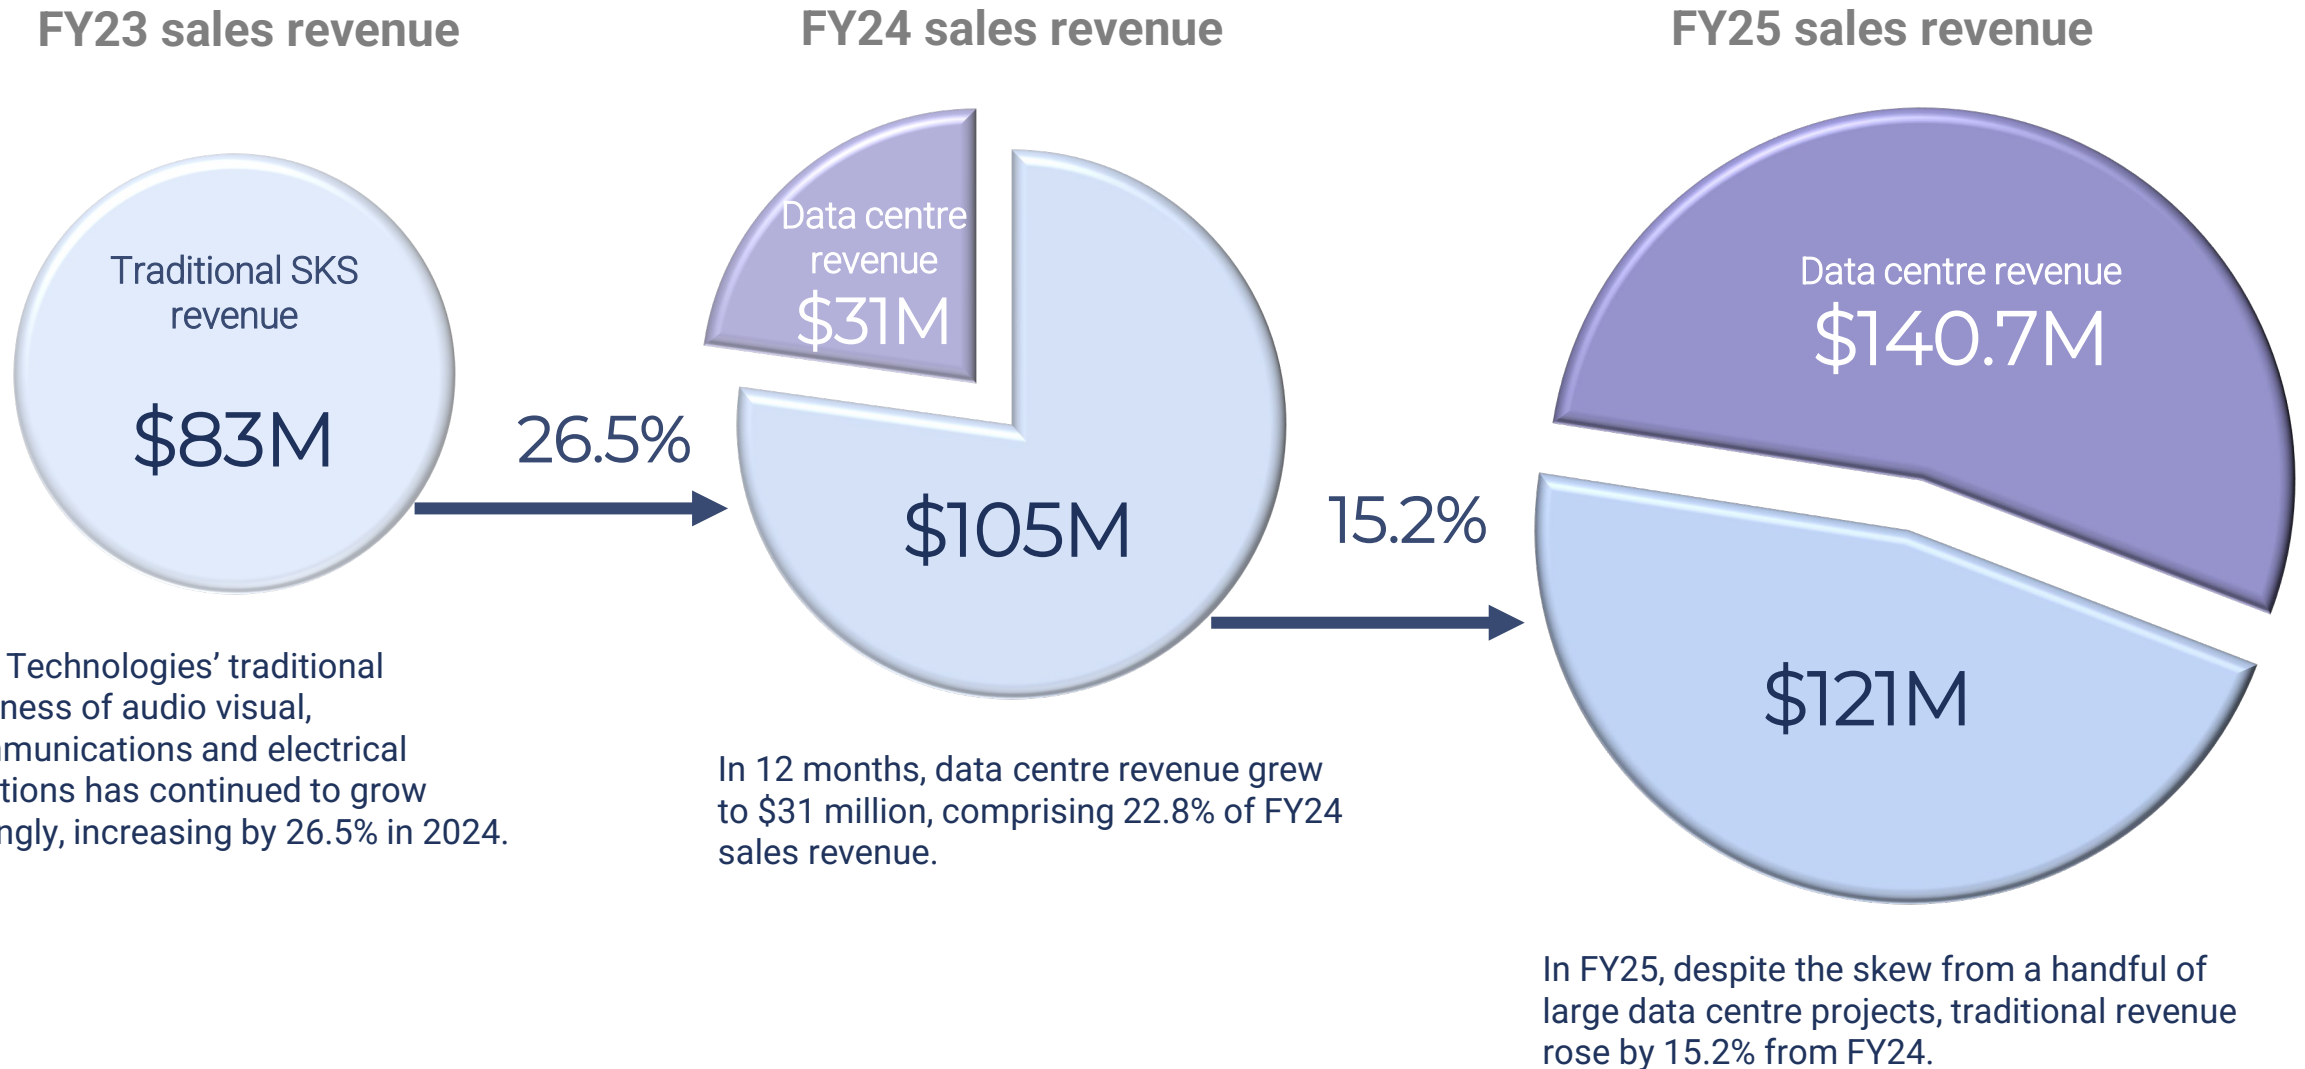 FY23 sales revenue
FY24 sales revenue
FY25 sales revenue
Traditional SKS
revenue
$83M
26.5%
Data centre
revenue
$31M
$105M
15.2%
Data centre revenue
$140.7M
$121M
Technologies’ traditional
of audio visual,
and electrical
has continued to grow
increasing by 26.5% in 2024.
In 12 months, data centre revenue grew
to $31 million, comprising 22.8% of FY24
sales revenue.
In FY25, despite the skew from a handful of
large data centre projects, traditional revenue
rose by 15.2% from FY24.